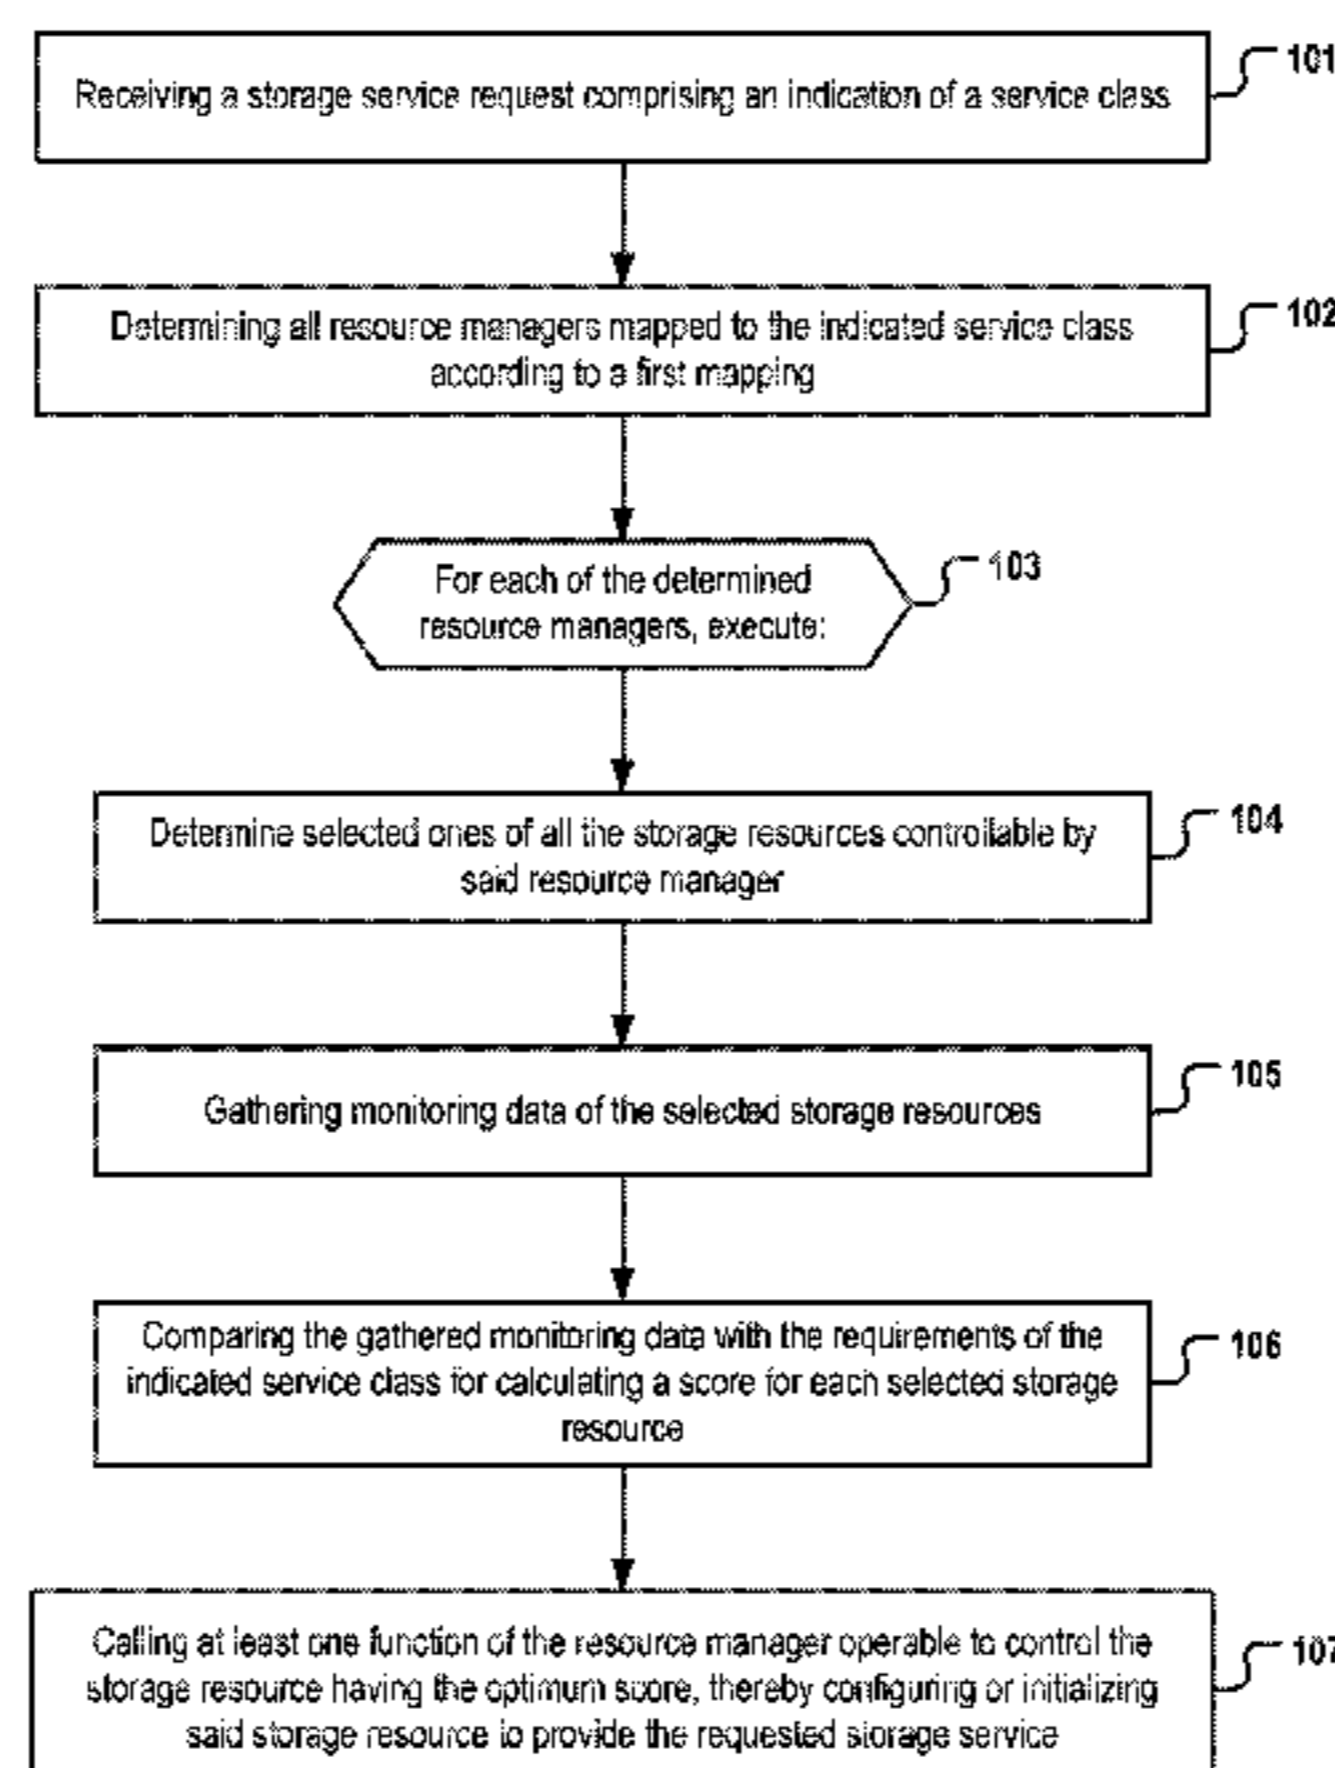 Receiving a storage service request comprising an indication of a service class
101
Determining all resource managers mapped to the indicated service class
according to a first mapping
102
For each of the determined
resource managers, execute:
103
Determine selected ones of all the storage resources controllable by
said resource manager
104
Gathering monitoring data of the selected storage resources
105
Comparing the gathered monitoring data with the requirements of the
indicated service class for calculating a score for each selected storage
resource
106
Calling at least one function of the resource manager operable to control the
storage resource having the optimum score, thereby configuring or initializing
said storage resource to provide the requested storage service
107